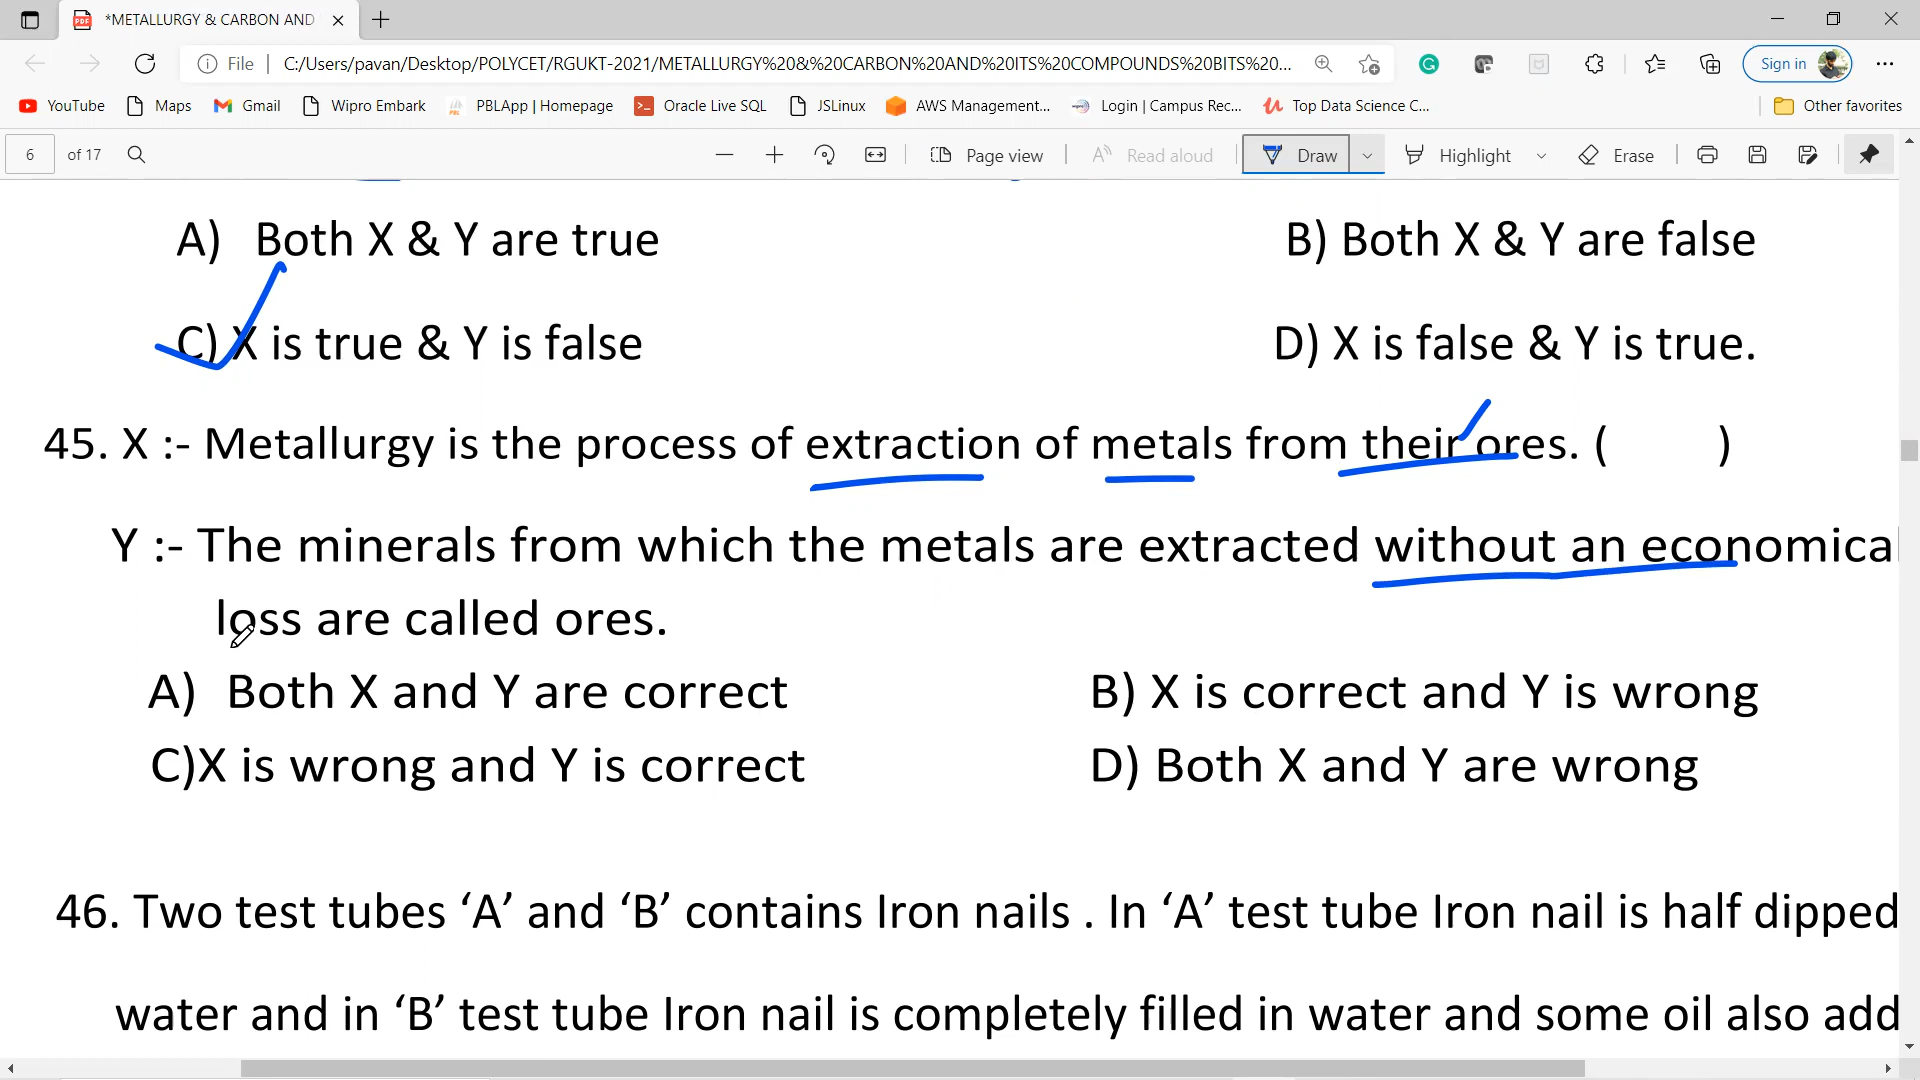 *METALLURGY & CARBON AND
File C:/Users/pavan/Desktop/POLYCET/RGUKT-2021/METALLURGY%20&%20CARBON%20AND%20ITS%20COMPOUNDS%20BITS%20... Sign in
YouTube Maps Gmail Wipro Embark PBLApp | Homepage Oracle Live SQL JSLinux AWS Management... Login | Campus Rec... Top Data Science C... Other favorites
6 of 17 Page view Read aloud Draw Highlight Erase
A) Both X & Y are true B) Both X & Y are false
C) X is true & Y is false D) X is false & Y is true.
45. X :- Metallurgy is the process of extraction of metals from their ores. ( )
Y :- The minerals from which the metals are extracted without an economical
loss are called ores.
A) Both X and Y are correct B) X is correct and Y is wrong
C)X is wrong and Y is correct D) Both X and Y are wrong
46. Two test tubes ‘A’ and ‘B’ contains Iron nails . In ‘A’ test tube Iron nail is half dipped
water and in ‘B’ test tube Iron nail is completely filled in water and some oil also add